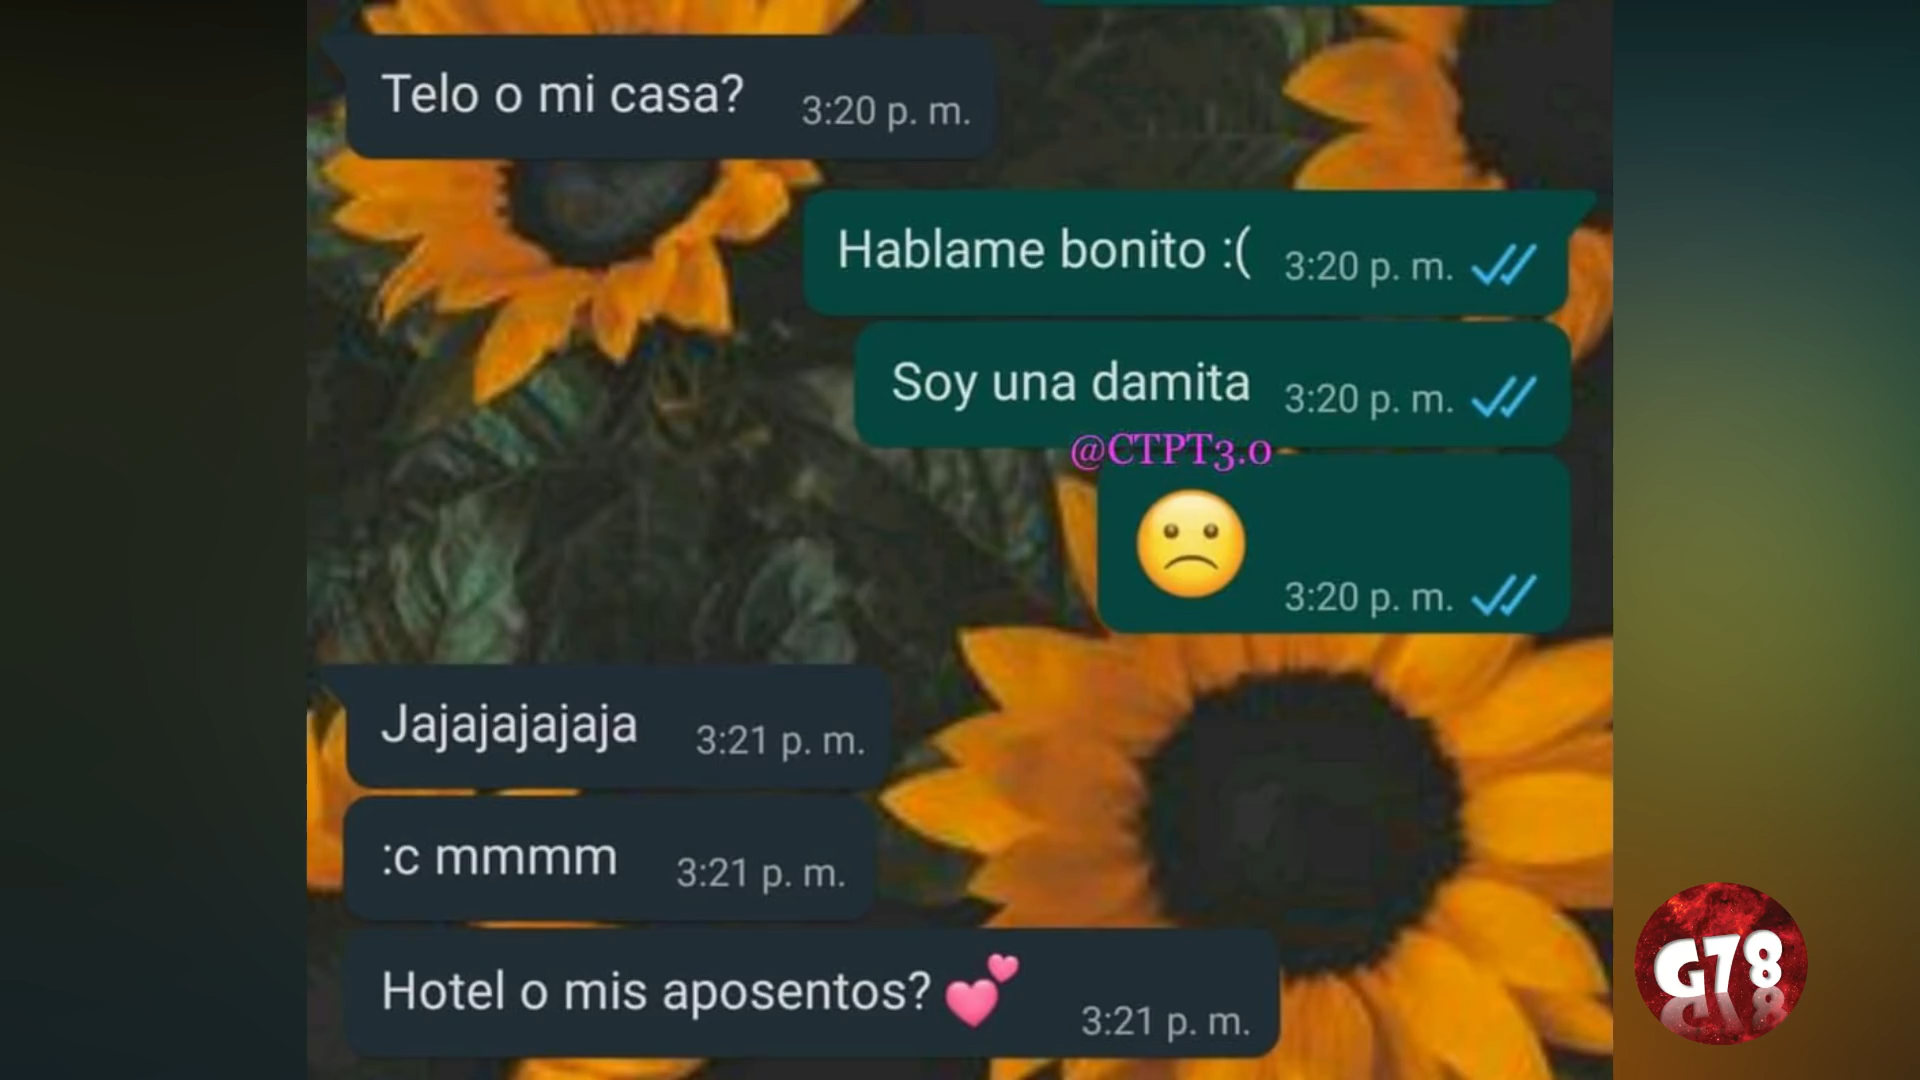 Telo o mi casa? 3:20 p. m.
Hablame bonito :( 3:20 p. m.
Soy una damita 3:20 p. m.
@CTPT3.0
🙁 3:20 p. m.
Jajajajajaja 3:21 p. m.
:c mmmm 3:21 p. m.
Hotel o mis aposentos? 💕 3:21 p. m.
G78